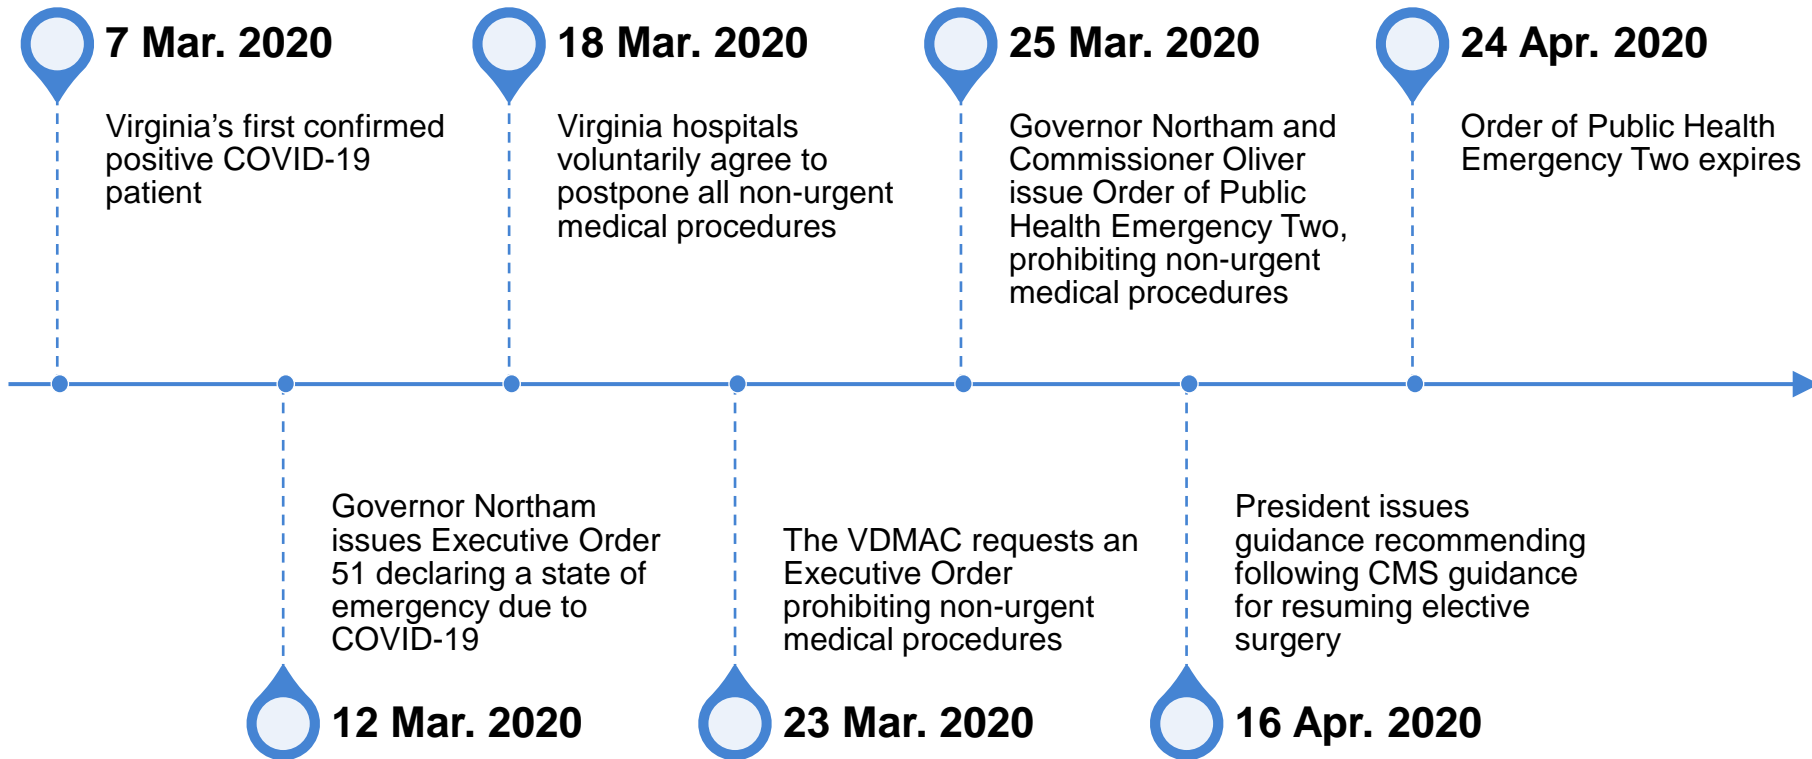 7 Mar. 2020
Virginia’s first confirmed
positive COVID-19
patient
18 Mar. 2020
Virginia hospitals
voluntarily agree to
postpone all non-urgent
medical procedures
25 Mar. 2020
Governor Northam and
Commissioner Oliver
issue Order of Public
Health Emergency Two,
prohibiting non-urgent
medical procedures
24 Apr. 2020
Order of Public Health
Emergency Two expires
Governor Northam
issues Executive Order
51 declaring a state of
emergency due to
COVID-19
12 Mar. 2020
The VDMAC requests an
Executive Order
prohibiting non-urgent
medical procedures
23 Mar. 2020
President issues
guidance recommending
following CMS guidance
for resuming elective
surgery
16 Apr. 2020